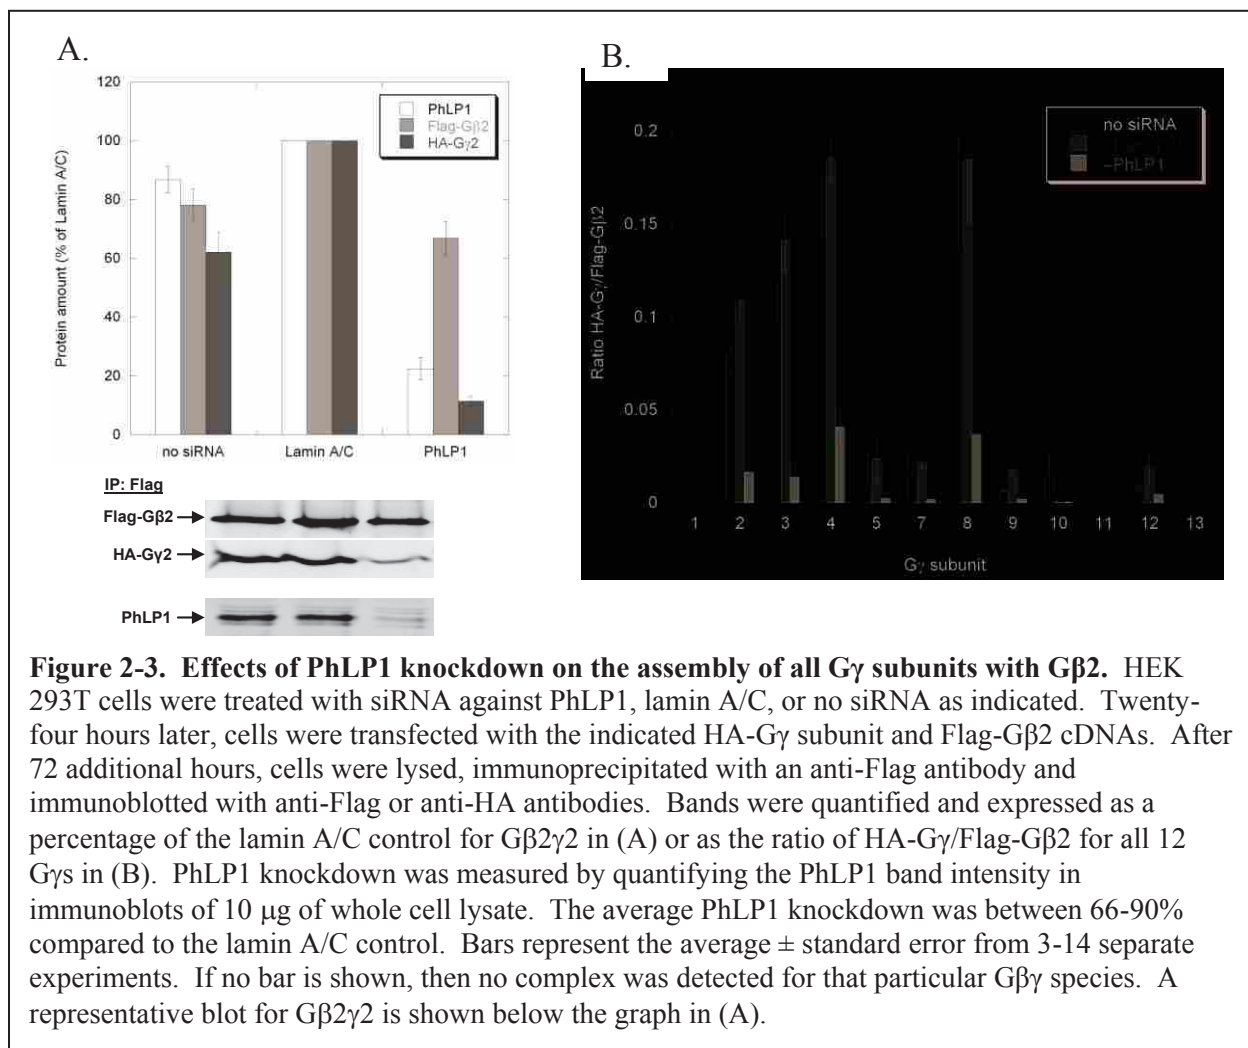 A.
120
100
80
60
40
20
0
Protein amount (% of Lamin A/C)
PhLP1
Flag-Gβ2
HA-Gγ2
no siRNA Lamin A/C PhLP1
IP: Flag
Flag-Gβ2
HA-Gγ2
PhLP1
B.
0.2
0.15
0.1
0.05
0
Ratio HA-Gγ/Flag-Gβ2
no siRNA
–PhLP1
1 2 3 4 5 7 8 9 10 11 12 13
Gγ subunit
Figure 2-3. Effects of PhLP1 knockdown on the assembly of all Gγ subunits with Gβ2. HEK
293T cells were treated with siRNA against PhLP1, lamin A/C, or no siRNA as indicated. Twenty-
four hours later, cells were transfected with the indicated HA-Gγ subunit and Flag-Gβ2 cDNAs. After
72 additional hours, cells were lysed, immunoprecipitated with an anti-Flag antibody and
immunoblotted with anti-Flag or anti-HA antibodies. Bands were quantified and expressed as a
percentage of the lamin A/C control for Gβ2γ2 in (A) or as the ratio of HA-Gγ/Flag-Gβ2 for all 12
Gγs in (B). PhLP1 knockdown was measured by quantifying the PhLP1 band intensity in
immunoblots of 10 μg of whole cell lysate. The average PhLP1 knockdown was between 66-90%
compared to the lamin A/C control. Bars represent the average ± standard error from 3-14 separate
experiments. If no bar is shown, then no complex was detected for that particular Gβγ species. A
representative blot for Gβ2γ2 is shown below the graph in (A).